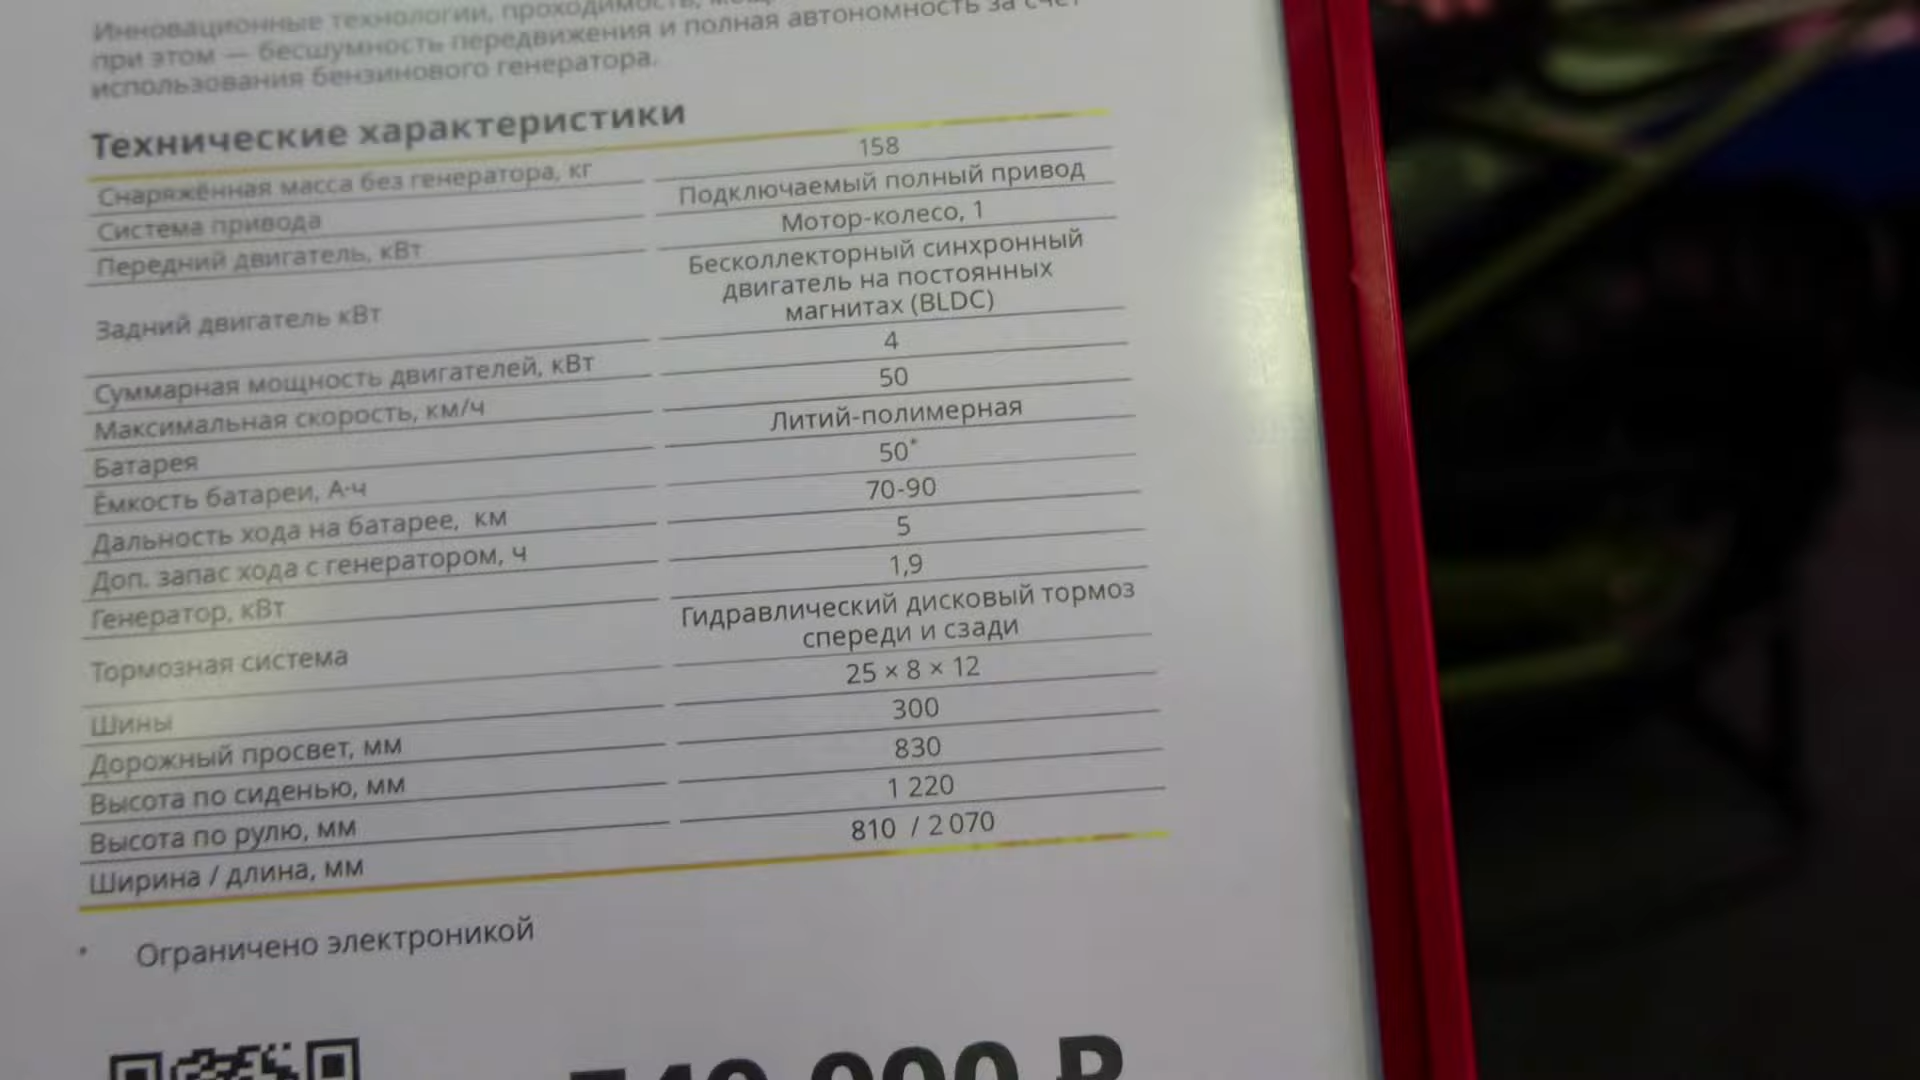 Инновационные технологии, проходимость,
при этом — бесшумность передвижения и полная автономность за счёт
использования бензинового генератора.
Технические характеристики
Снаряжённая масса без генератора, кг 158
Система привода Подключаемый полный привод
Передний двигатель, кВт Мотор-колесо, 1
Задний двигатель кВт Бесколлекторный синхронный
двигатель на постоянных
магнитах (BLDC)
Суммарная мощность двигателей, кВт 4
Максимальная скорость, км/ч 50
Батарея Литий-полимерная
Ёмкость батареи, А·ч 50*
Дальность хода на батарее, км 70-90
Доп. запас хода с генератором, ч 5
Генератор, кВт 1,9
Тормозная система Гидравлический дисковый тормоз
спереди и сзади
Шины 25 × 8 × 12
Дорожный просвет, мм 300
Высота по сиденью, мм 830
Высота по рулю, мм 1 220
Ширина / длина, мм 810 / 2 070
* Ограничено электроникой
₽